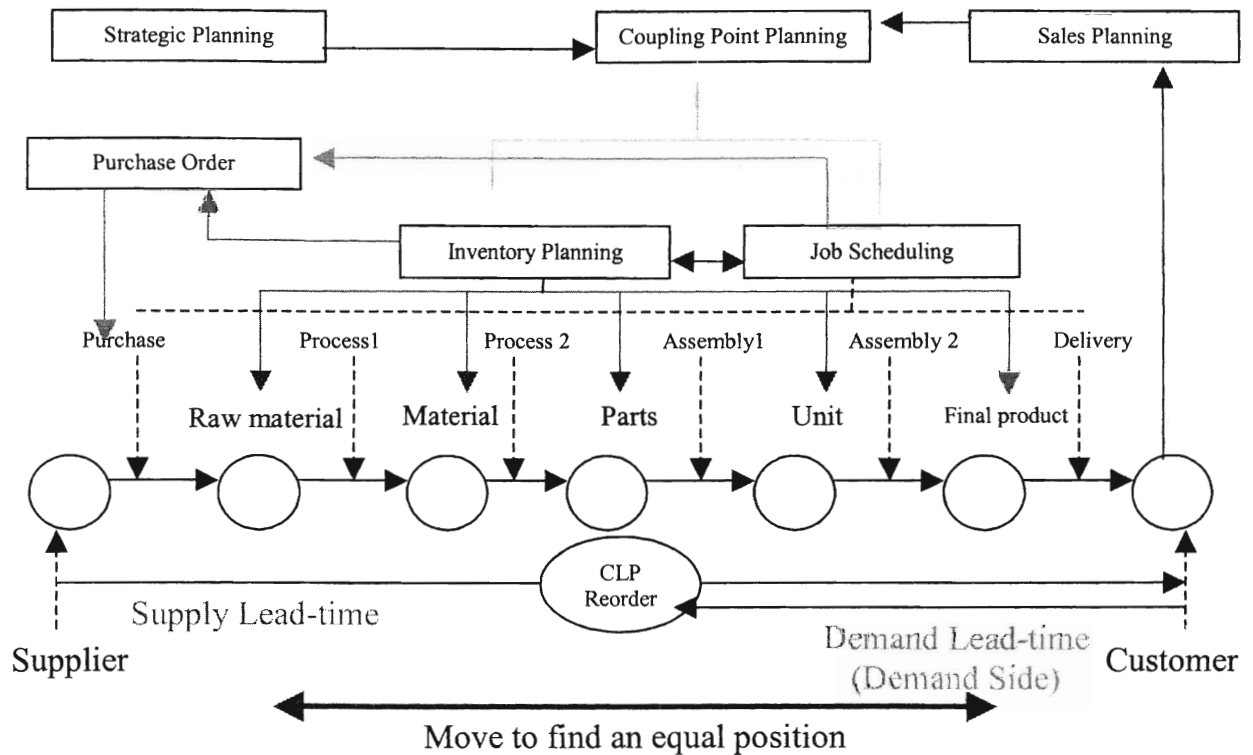 Strategic Planning
Coupling Point Planning
Sales Planning
Purchase Order
Inventory Planning
Job Scheduling
Purchase
Process1
Process 2
Assembly1
Assembly 2
Delivery
Raw material
Material
Parts
Unit
Final product
CLP
Reorder
Supply Lead-time
Demand Lead-time
(Demand Side)
Supplier
Customer
Move to find an equal position